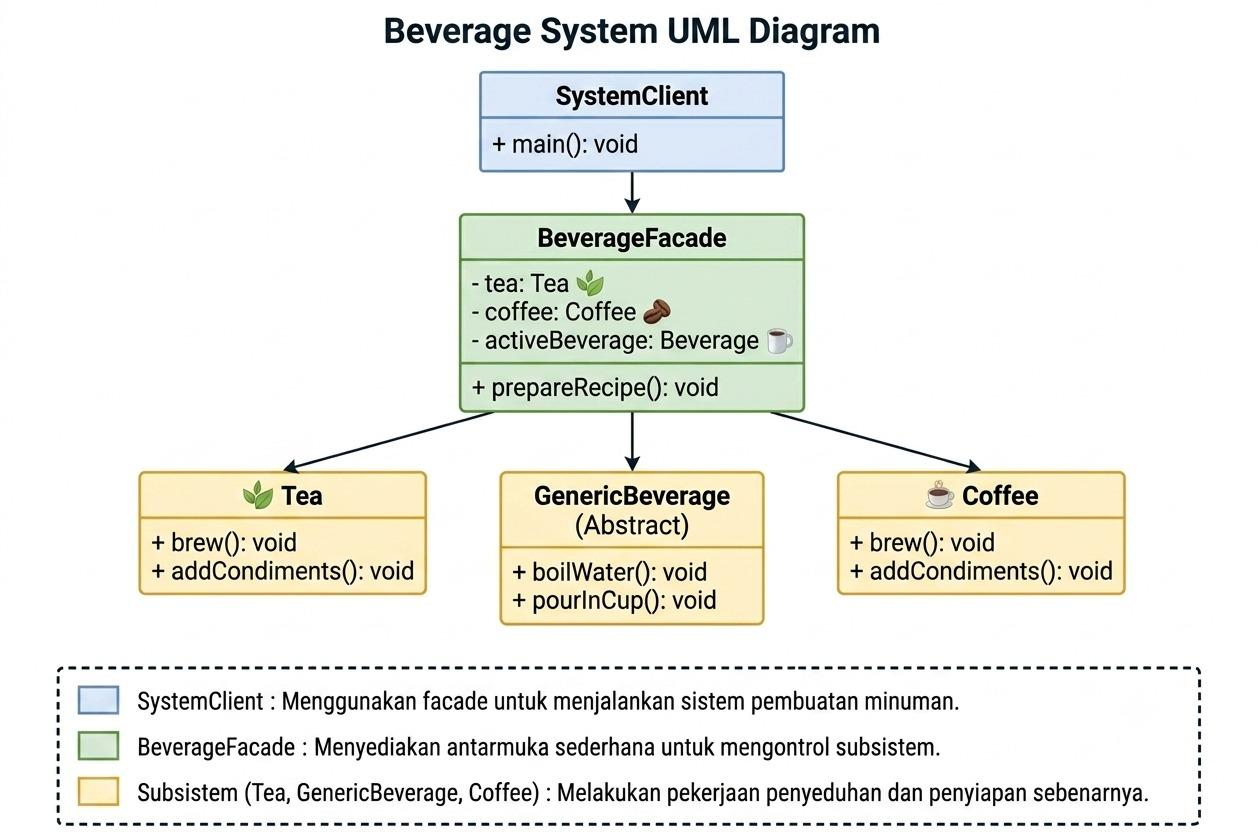 Beverage System UML Diagram
SystemClient
+ main(): void
BeverageFacade
- tea: Tea
- coffee: Coffee
- activeBeverage: Beverage
+ prepareRecipe(): void
Tea
+ brew(): void
+ addCondiments(): void
GenericBeverage
(Abstract)
+ boilWater(): void
+ pourInCup(): void
Coffee
+ brew(): void
+ addCondiments(): void
SystemClient : Menggunakan facade untuk menjalankan sistem pembuatan minuman.
BeverageFacade : Menyediakan antarmuka sederhana untuk mengontrol subsistem.
Subsistem (Tea, GenericBeverage, Coffee) : Melakukan pekerjaan penyeduhan dan penyiapan sebenarnya.